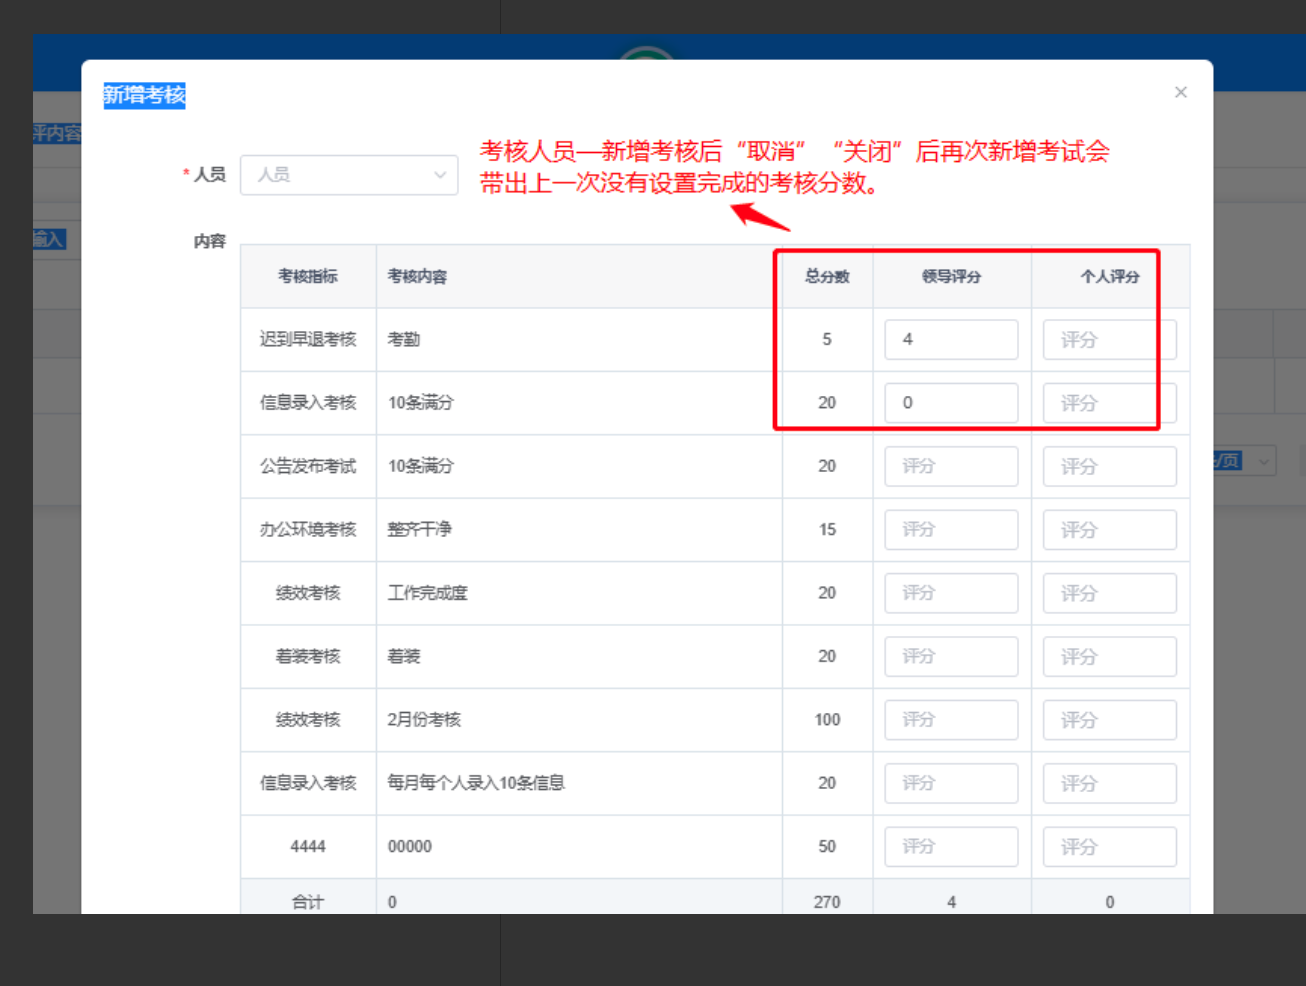 新增考核
评内容
考核人员—新增考核后“取消”“关闭”后再次新增考试会
带出上一次没有设置完成的考核分数。
* 人员 人员
输入
内容
考核指标 考核内容 总分数 领导评分 个人评分
迟到早退考核 考勤 5 4 评分
信息录入考核 10条满分 20 0 评分
公告发布考试 10条满分 20 评分 评分
/页
办公环境考核 整齐干净 15 评分 评分
绩效考核 工作完成度 20 评分 评分
着装考核 着装 20 评分 评分
绩效考核 2月份考核 100 评分 评分
信息录入考核 每月每个人录入10条信息 20 评分 评分
4444 00000 50 评分 评分
合计 0 270 4 0